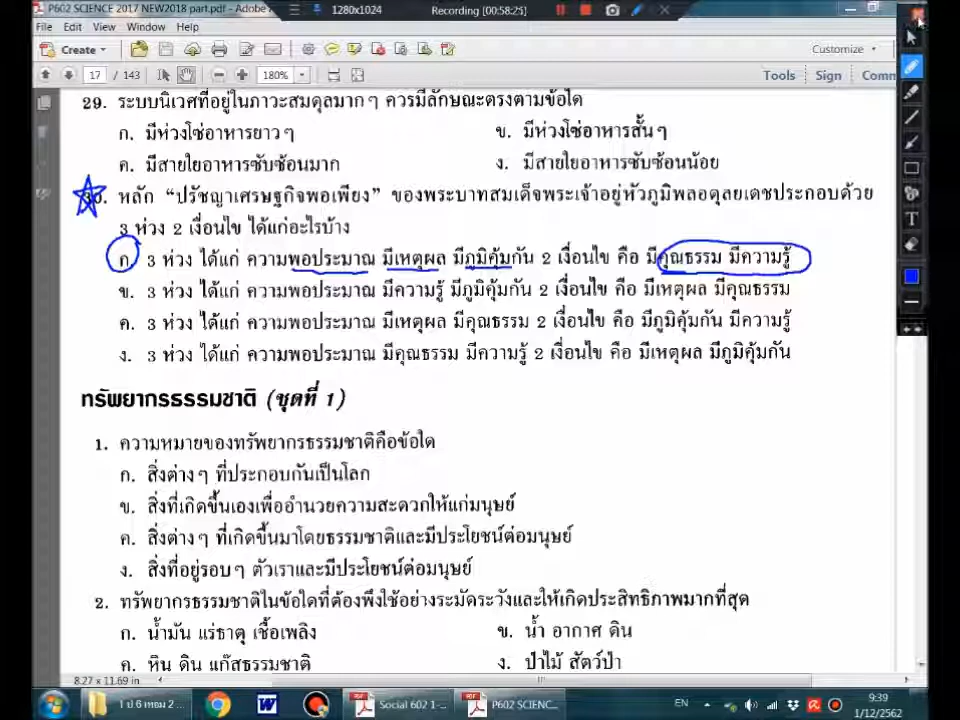 P602 SCIENCE 2017 NEW2018 part.pdf - Adobe
1280x1024
Recording [00:58:25]
File Edit View Window Help
Create
Customize
17 / 143
180%
Tools Sign Comm
29. ระบบนิเวศที่อยู่ในภาวะสมดุลมาก ๆ ควรมีลักษณะตรงตามข้อใด
ก. มีห่วงโซ่อาหารยาว ๆ ข. มีห่วงโซ่อาหารสั้น ๆ
ค. มีสายใยอาหารซับซ้อนมาก ง. มีสายใยอาหารซับซ้อนน้อย
30. หลัก “ปรัชญาเศรษฐกิจพอเพียง” ของพระบาทสมเด็จพระเจ้าอยู่หัวภูมิพลอดุลยเดชประกอบด้วย
3 ห่วง 2 เงื่อนไข ได้แก่อะไรบ้าง
ก. 3 ห่วง ได้แก่ ความพอประมาณ มีเหตุผล มีภูมิคุ้มกัน 2 เงื่อนไข คือ มีคุณธรรม มีความรู้
ข. 3 ห่วง ได้แก่ ความพอประมาณ มีความรู้ มีภูมิคุ้มกัน 2 เงื่อนไข คือ มีเหตุผล มีคุณธรรม
ค. 3 ห่วง ได้แก่ ความพอประมาณ มีเหตุผล มีคุณธรรม 2 เงื่อนไข คือ มีภูมิคุ้มกัน มีความรู้
ง. 3 ห่วง ได้แก่ ความพอประมาณ มีคุณธรรม มีความรู้ 2 เงื่อนไข คือ มีเหตุผล มีภูมิคุ้มกัน
ทรัพยากรธรรมชาติ (ชุดที่ 1)
1. ความหมายของทรัพยากรธรรมชาติคือข้อใด
ก. สิ่งต่าง ๆ ที่ประกอบกันเป็นโลก
ข. สิ่งที่เกิดขึ้นเองเพื่ออำนวยความสะดวกให้แก่มนุษย์
ค. สิ่งต่าง ๆ ที่เกิดขึ้นมาโดยธรรมชาติและมีประโยชน์ต่อมนุษย์
ง. สิ่งที่อยู่รอบ ๆ ตัวเราและมีประโยชน์ต่อมนุษย์
2. ทรัพยากรธรรมชาติในข้อใดที่ต้องพึงใช้อย่างระมัดระวังและให้เกิดประสิทธิภาพมากที่สุด
ก. น้ำมัน แร่ธาตุ เชื้อเพลิง ข. น้ำ อากาศ ดิน
ค. หิน ดิน แก๊สธรรมชาติ ง. ป่าไม้ สัตว์ป่า
8.27 x 11.69 in
1 ป.6 เทอม 2 ... Social 602 1-... P602 SCIENC... EN 9:39
1/12/2562